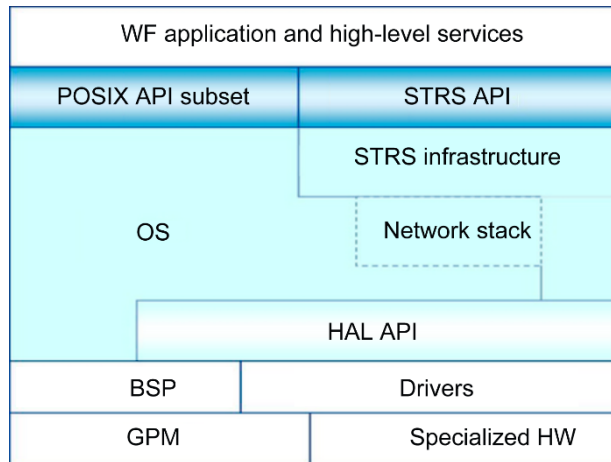 WF application and high-level services
POSIX API subset
STRS API
STRS infrastructure
OS
Network stack
HAL API
BSP
Drivers
GPM
Specialized HW